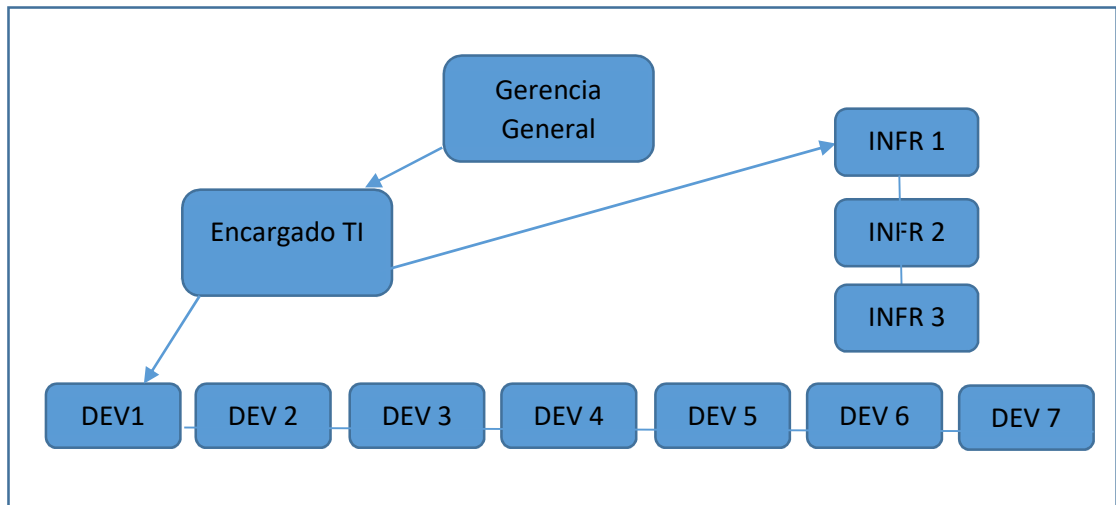 Gerencia
General
INFR 1
Encargado TI
INFR 2
INFR 3
DEV1
DEV 2
DEV 3
DEV 4
DEV 5
DEV 6
DEV 7